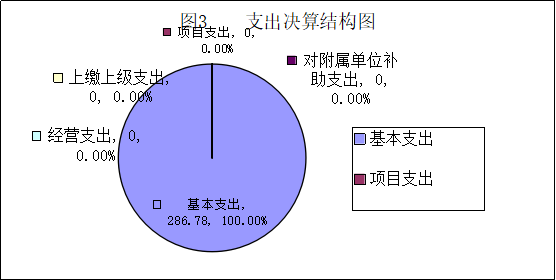 图3 支出决算结构图
项目支出, 0,
0.00%
对附属单位补
助支出, 0,
0.00%
上缴上级支出,
0, 0.00%
经营支出, 0,
0.00%
基本支出
286.78, 100.00%
基本支出
项目支出